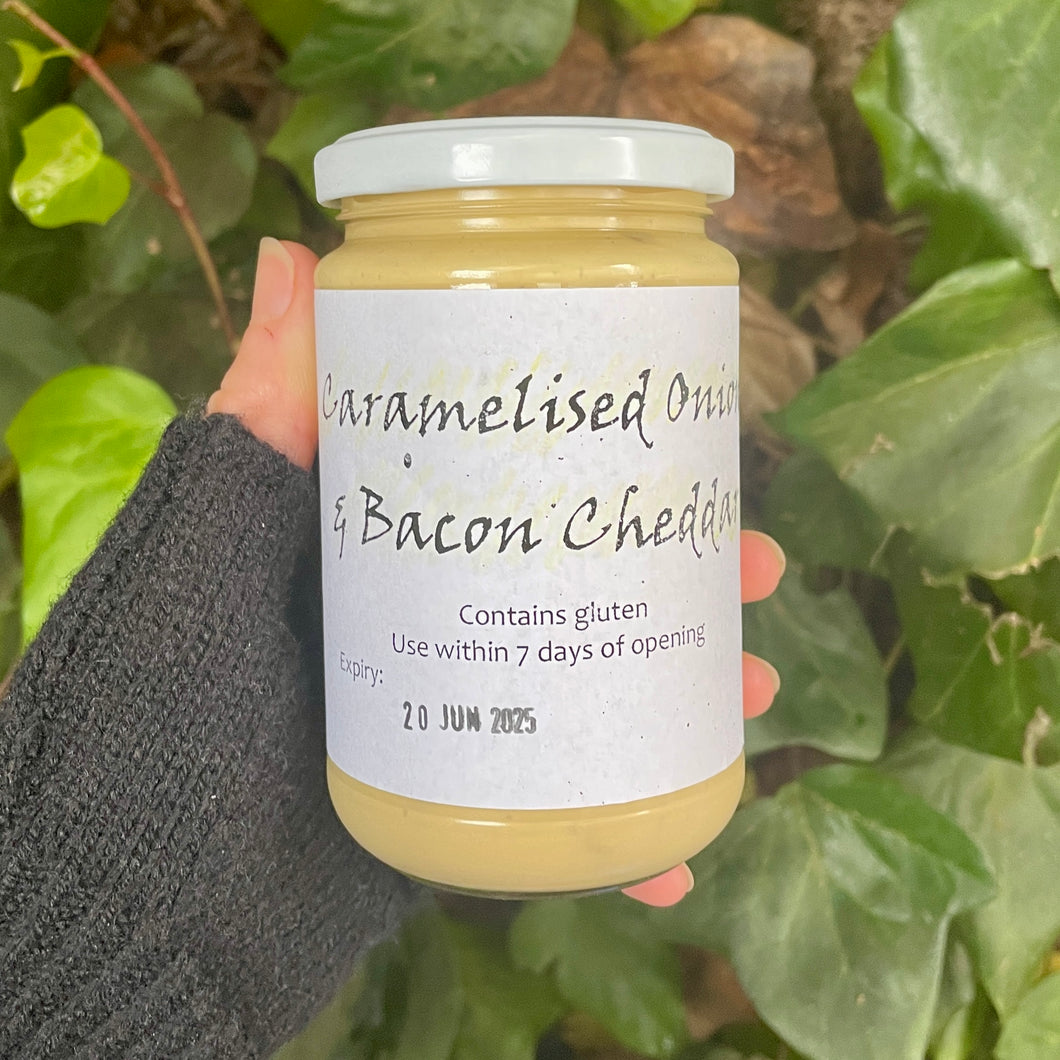 Caramelised Onion
& Bacon Cheddar
Contains gluten
Use within 7 days of opening
Expiry:
20 JUN 2025